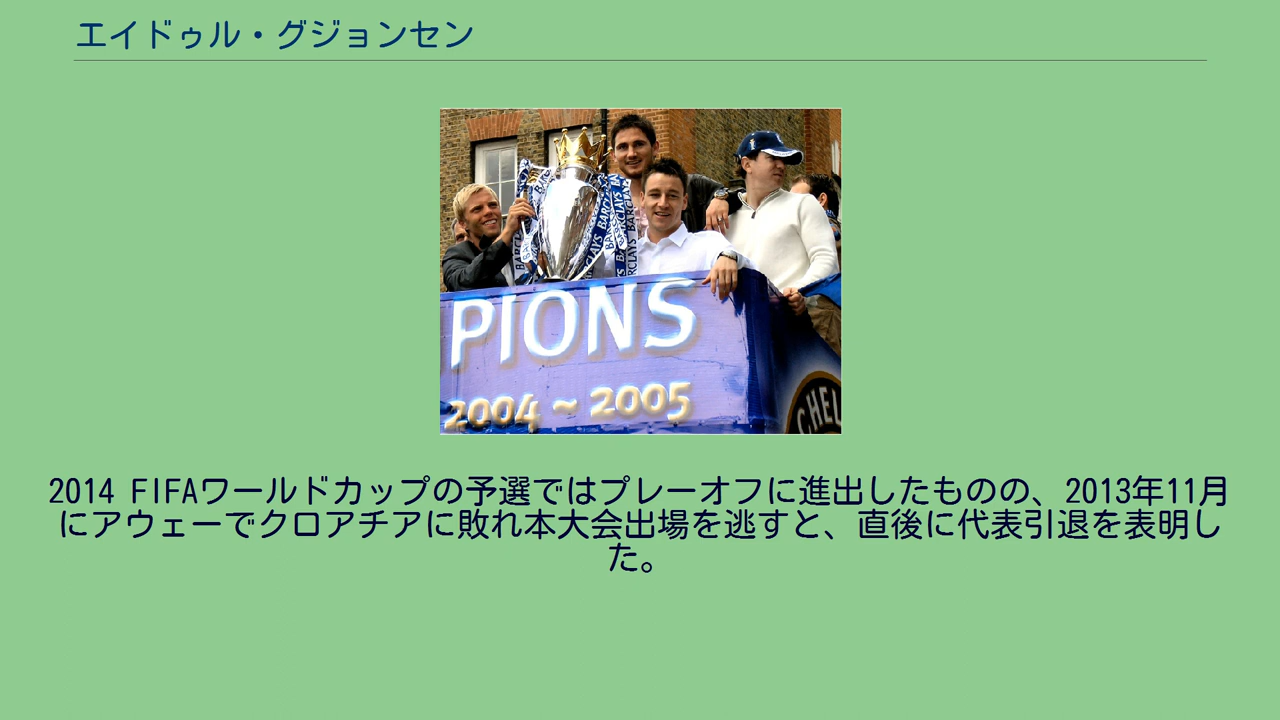 エイドゥル・グジョンセン
BARCLAYS
BARCLAYS
PIONS
2004 ~ 2005
CHEL
2014 FIFAワールドカップの予選ではプレーオフに進出したものの、2013年11月
にアウェーでクロアチアに敗れ本大会出場を逃すと、直後に代表引退を表明し
た。